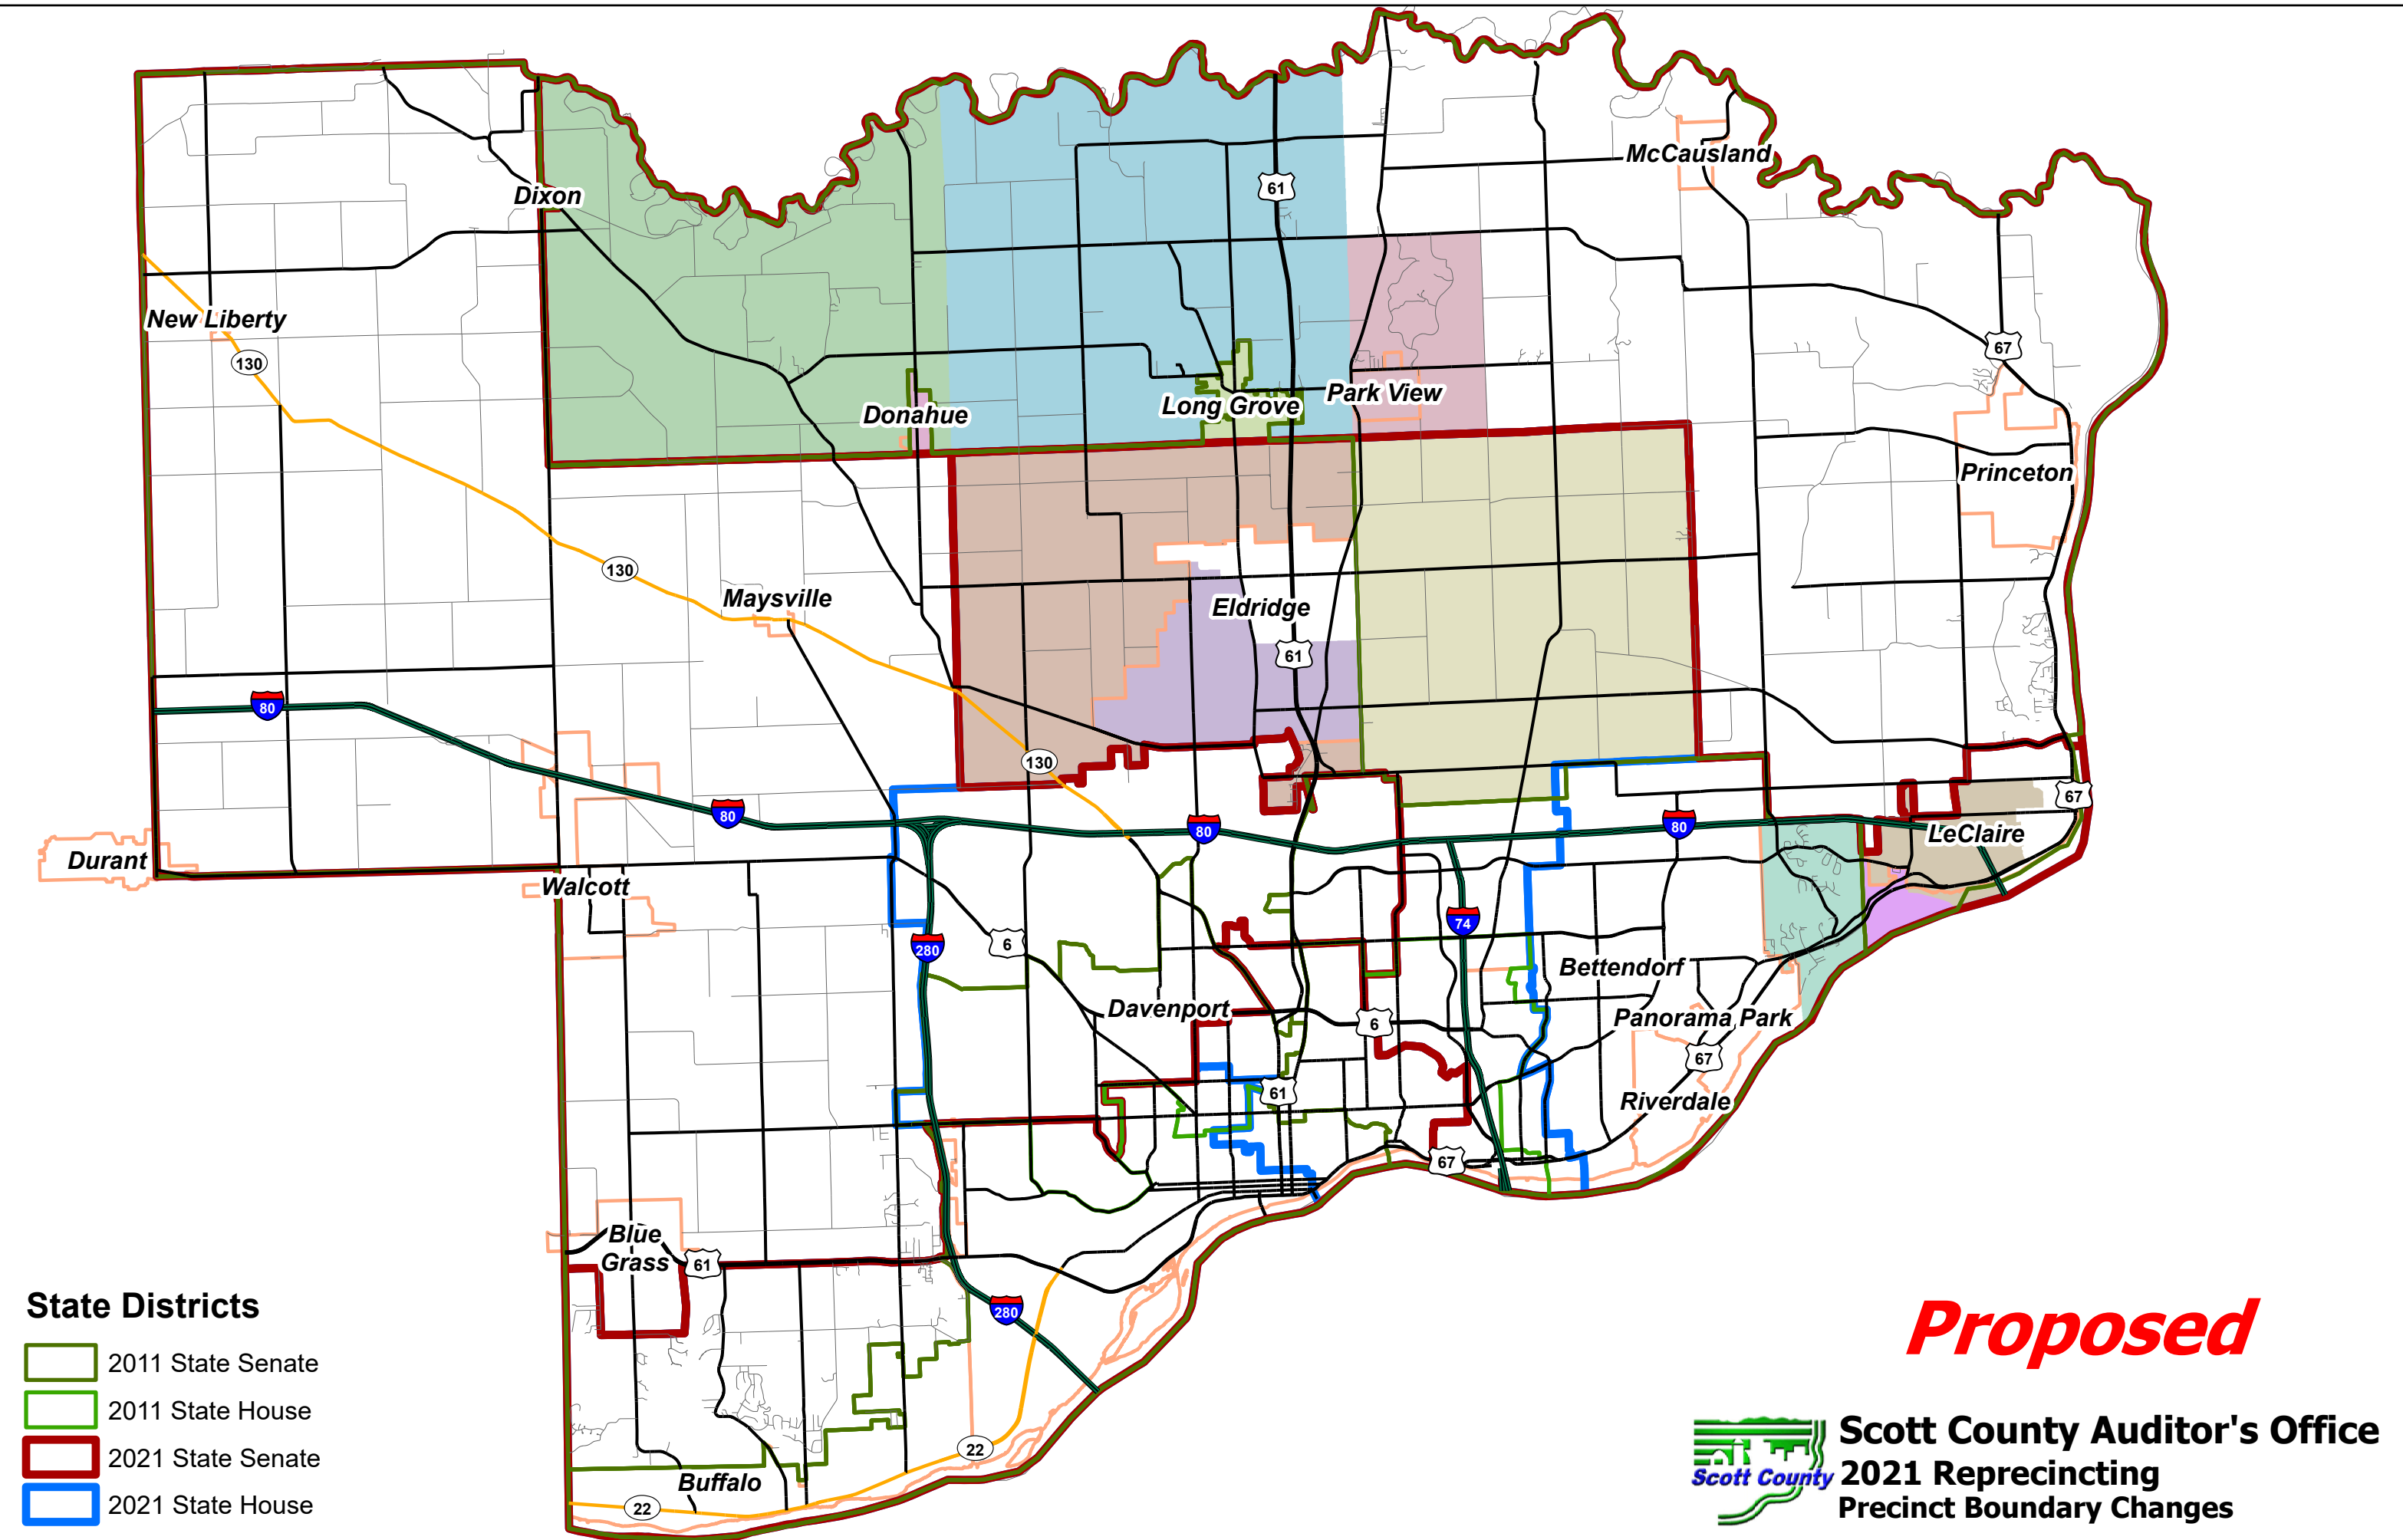 McCausland
61
Dixon
New Liberty
130
67
Donahue
Long Grove
Park View
Princeton
130
Maysville
Eldridge
61
80
130
80
80
80
67
LeClaire
Durant
Walcott
74
6
280
Bettendorf
Davenport
Panorama Park
6
67
61
Riverdale
67
Blue
Grass
61
280
22
Buffalo
22
State Districts
2011 State Senate
2011 State House
2021 State Senate
2021 State House
Proposed
Scott County
Scott County Auditor's Office
2021 Reprecincting
Precinct Boundary Changes